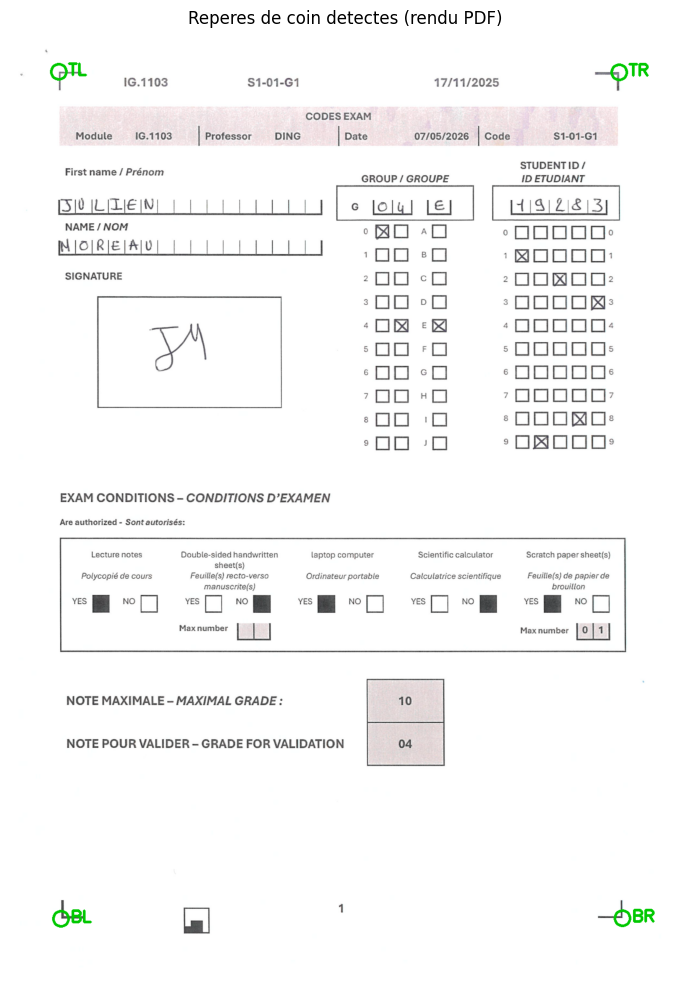 Reperes de coin detectes (rendu PDF)
TL TR
IG.1103 S1-01-G1 17/11/2025
CODES EXAM
Module IG.1103 Professor DING Date 07/05/2026 Code S1-01-G1
First name / Prénom
JULIEN
NAME / NOM
MOREAU
SIGNATURE
JM
GROUP / GROUPE
G 04 E
0 A
1 B
2 C
3 D
4 E
5 F
6 G
7 H
8 I
9 J
STUDENT ID /
ID ETUDIANT
19283
0 0
1 1
2 2
3 3
4 4
5 5
6 6
7 7
8 8
9 9
EXAM CONDITIONS – CONDITIONS D'EXAMEN
Are authorized - Sont autorisés:
Lecture notes
Polycopié de cours
YES NO
Double-sided handwritten
sheet(s)
Feuille(s) recto-verso
manuscrite(s)
YES NO
Max number
laptop computer
Ordinateur portable
YES NO
Scientific calculator
Calculatrice scientifique
YES NO
Scratch paper sheet(s)
Feuille(s) de papier de
brouillon
YES NO
Max number 0 1
NOTE MAXIMALE – MAXIMAL GRADE : 10
NOTE POUR VALIDER – GRADE FOR VALIDATION 04
BL 1 BR